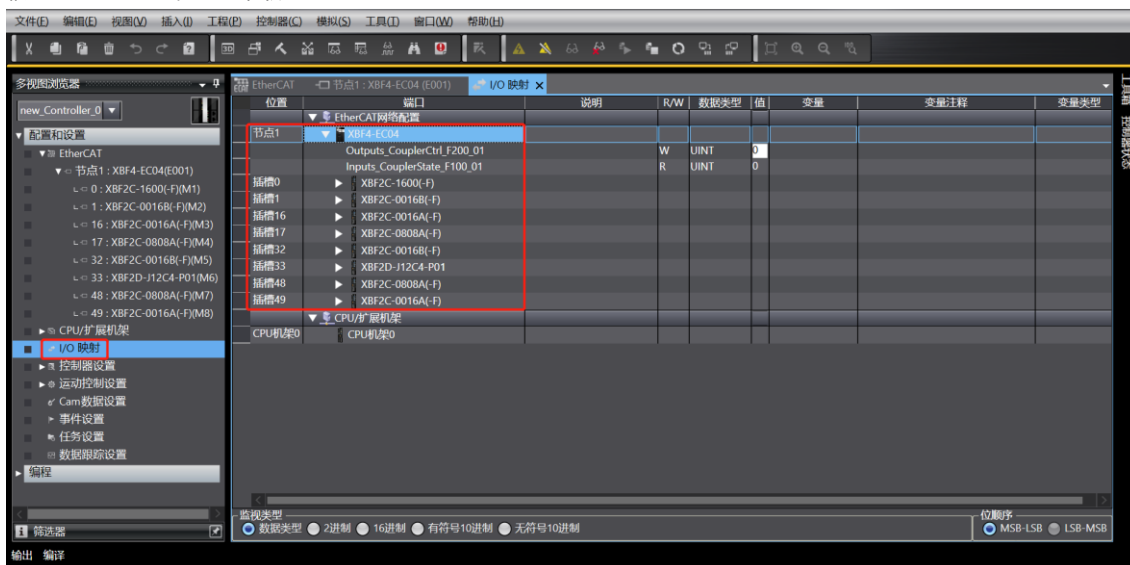 文件(F) 编辑(E) 视图(V) 插入(I) 工程(P) 控制器(C) 模拟(S) 工具(T) 窗口(W) 帮助(H)
多视图浏览器
new_Controller_0
配置和设置
EtherCAT
节点1 : XBF4-EC04(E001)
0 : XBF2C-1600(-F)(M1)
1 : XBF2C-0016B(-F)(M2)
16 : XBF2C-0016A(-F)(M3)
17 : XBF2C-0808A(-F)(M4)
32 : XBF2C-0016B(-F)(M5)
33 : XBF2D-J12C4-P01(M6)
48 : XBF2C-0808A(-F)(M7)
49 : XBF2C-0016A(-F)(M8)
CPU/扩展机架
I/O 映射
控制器设置
运动控制设置
Cam数据设置
事件设置
任务设置
数据跟踪设置
编程
筛选器
EtherCAT 节点1 : XBF4-EC04 (E001) I/O 映射
位置 端口 说明 R/W 数据类型 值 变量 变量注释 变量类型
EtherCAT网络配置
节点1 XBF4-EC04
Outputs_CouplerCtrl_F200_01 W UINT 0
Inputs_CouplerState_F100_01 R UINT 0
插槽0 XBF2C-1600(-F)
插槽1 XBF2C-0016B(-F)
插槽16 XBF2C-0016A(-F)
插槽17 XBF2C-0808A(-F)
插槽32 XBF2C-0016B(-F)
插槽33 XBF2D-J12C4-P01
插槽48 XBF2C-0808A(-F)
插槽49 XBF2C-0016A(-F)
CPU/扩展机架
CPU机架0 CPU机架0
监视类型
数据类型 2进制 16进制 有符号10进制 无符号10进制
位顺序
MSB-LSB LSB-MSB
工具箱
控制器状态
输出 编译